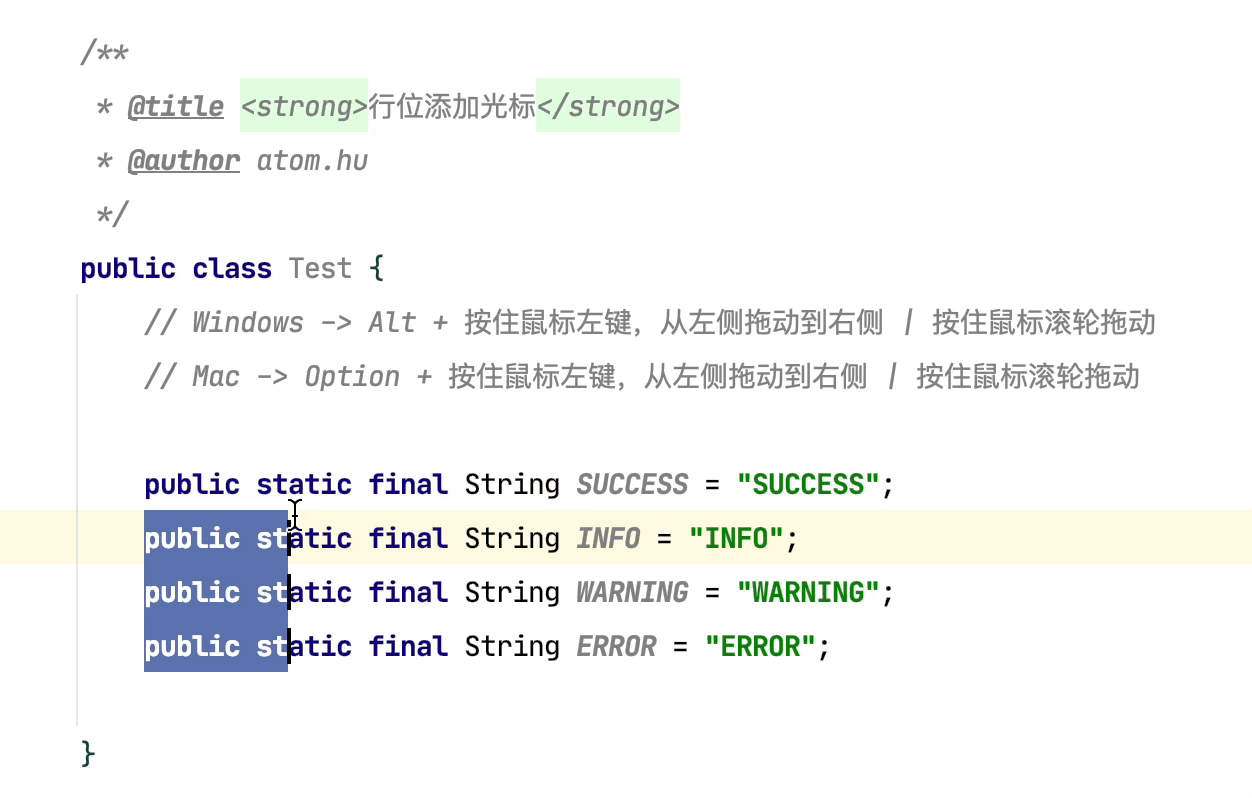 /**
 * @title <strong>行位添加光标</strong>
 * @author atom.hu
 */
public class Test {
    // Windows -> Alt + 按住鼠标左键，从左侧拖动到右侧 | 按住鼠标滚轮拖动
    // Mac -> Option + 按住鼠标左键，从左侧拖动到右侧 | 按住鼠标滚轮拖动
    public static final String SUCCESS = "SUCCESS";
    public static final String INFO = "INFO";
    public static final String WARNING = "WARNING";
    public static final String ERROR = "ERROR";
}